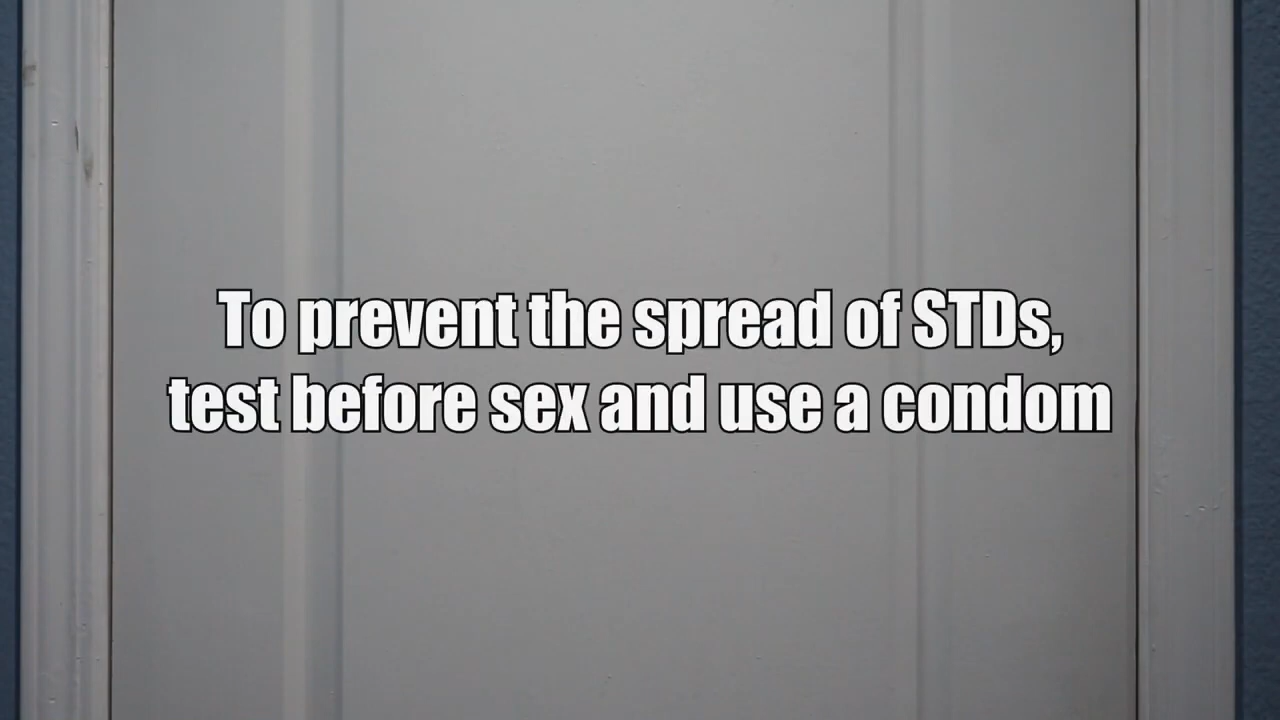 To prevent the spread of STDs,
test before sex and use a condom